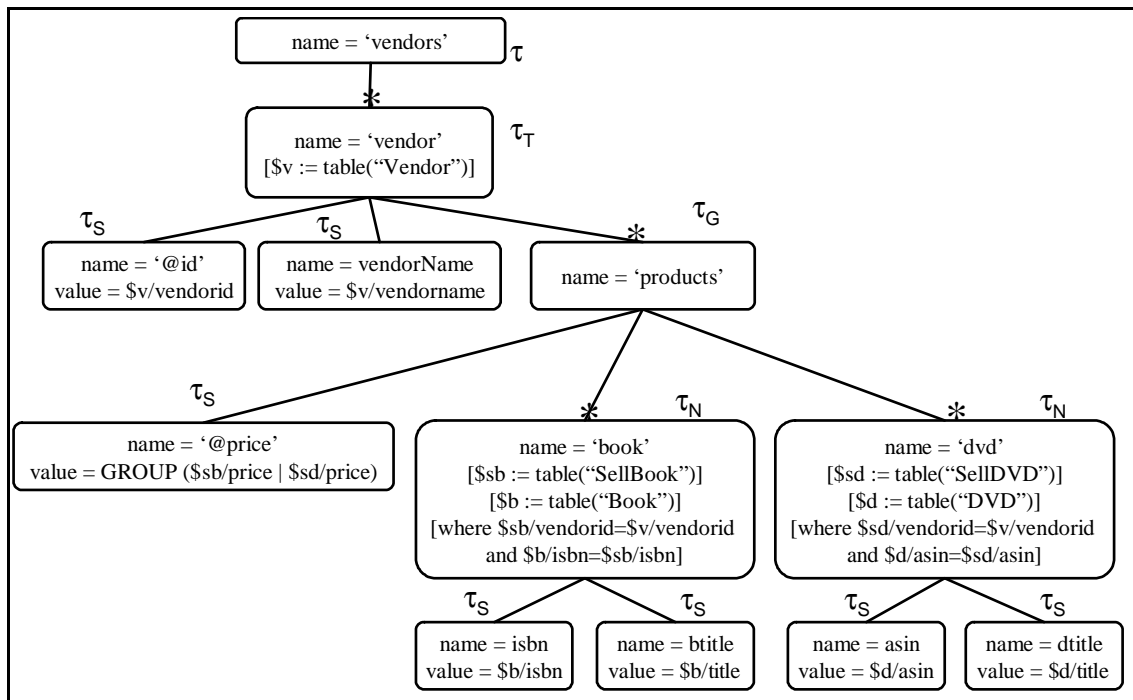 name = ‘vendors’
τ
*
name = ‘vendor’
[$v := table(“Vendor”)]
τT
τS
name = ‘@id’
value = $v/vendorid
τS
name = vendorName
value = $v/vendorname
*
τG
name = ‘products’
τS
name = ‘@price’
value = GROUP ($sb/price | $sd/price)
*
τN
name = ‘book’
[$sb := table(“SellBook”)]
[$b := table(“Book”)]
[where $sb/vendorid=$v/vendorid
and $b/isbn=$sb/isbn]
*
τN
name = ‘dvd’
[$sd := table(“SellDVD”)]
[$d := table(“DVD”)]
[where $sd/vendorid=$v/vendorid
and $d/asin=$sd/asin]
τS
name = isbn
value = $b/isbn
τS
name = btitle
value = $b/title
τS
name = asin
value = $d/asin
τS
name = dtitle
value = $d/title